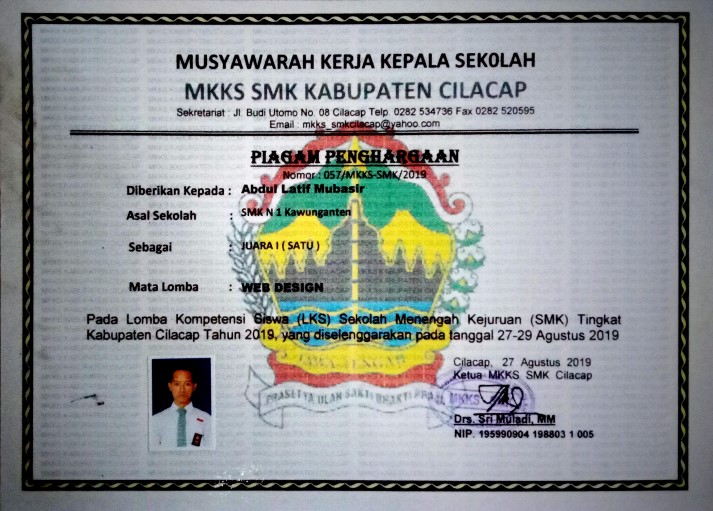 MUSYAWARAH KERJA KEPALA SEKOLAH
MKKS SMK KABUPATEN CILACAP
Sekretariat : Jl. Budi Utomo No. 08 Cilacap Telp. 0282 534736 Fax 0282 520595
Email : mkks_smkcilacap@yahoo.com
PIAGAM PENGHARGAAN
Nomor : 057/MKKS-SMK/2019
Diberikan Kepada : Abdul Latif Mubasir
Asal Sekolah : SMK N 1 Kawunganten
Sebagai : JUARA I ( SATU )
Mata Lomba : WEB DESIGN
Pada Lomba Kompetensi Siswa (LKS) Sekolah Menengah Kejuruan (SMK) Tingkat
Kabupaten Cilacap Tahun 2019, yang diselenggarakan pada tanggal 27-29 Agustus 2019
JAWA TENGAH
PRASETYA ULAH SAKTI BHAKTI PRAJA
Cilacap, 27 Agustus 2019
Ketua MKKS SMK Cilacap
MKKS
Drs. Sri Muladi, MM
NIP. 195990904 198803 1 005